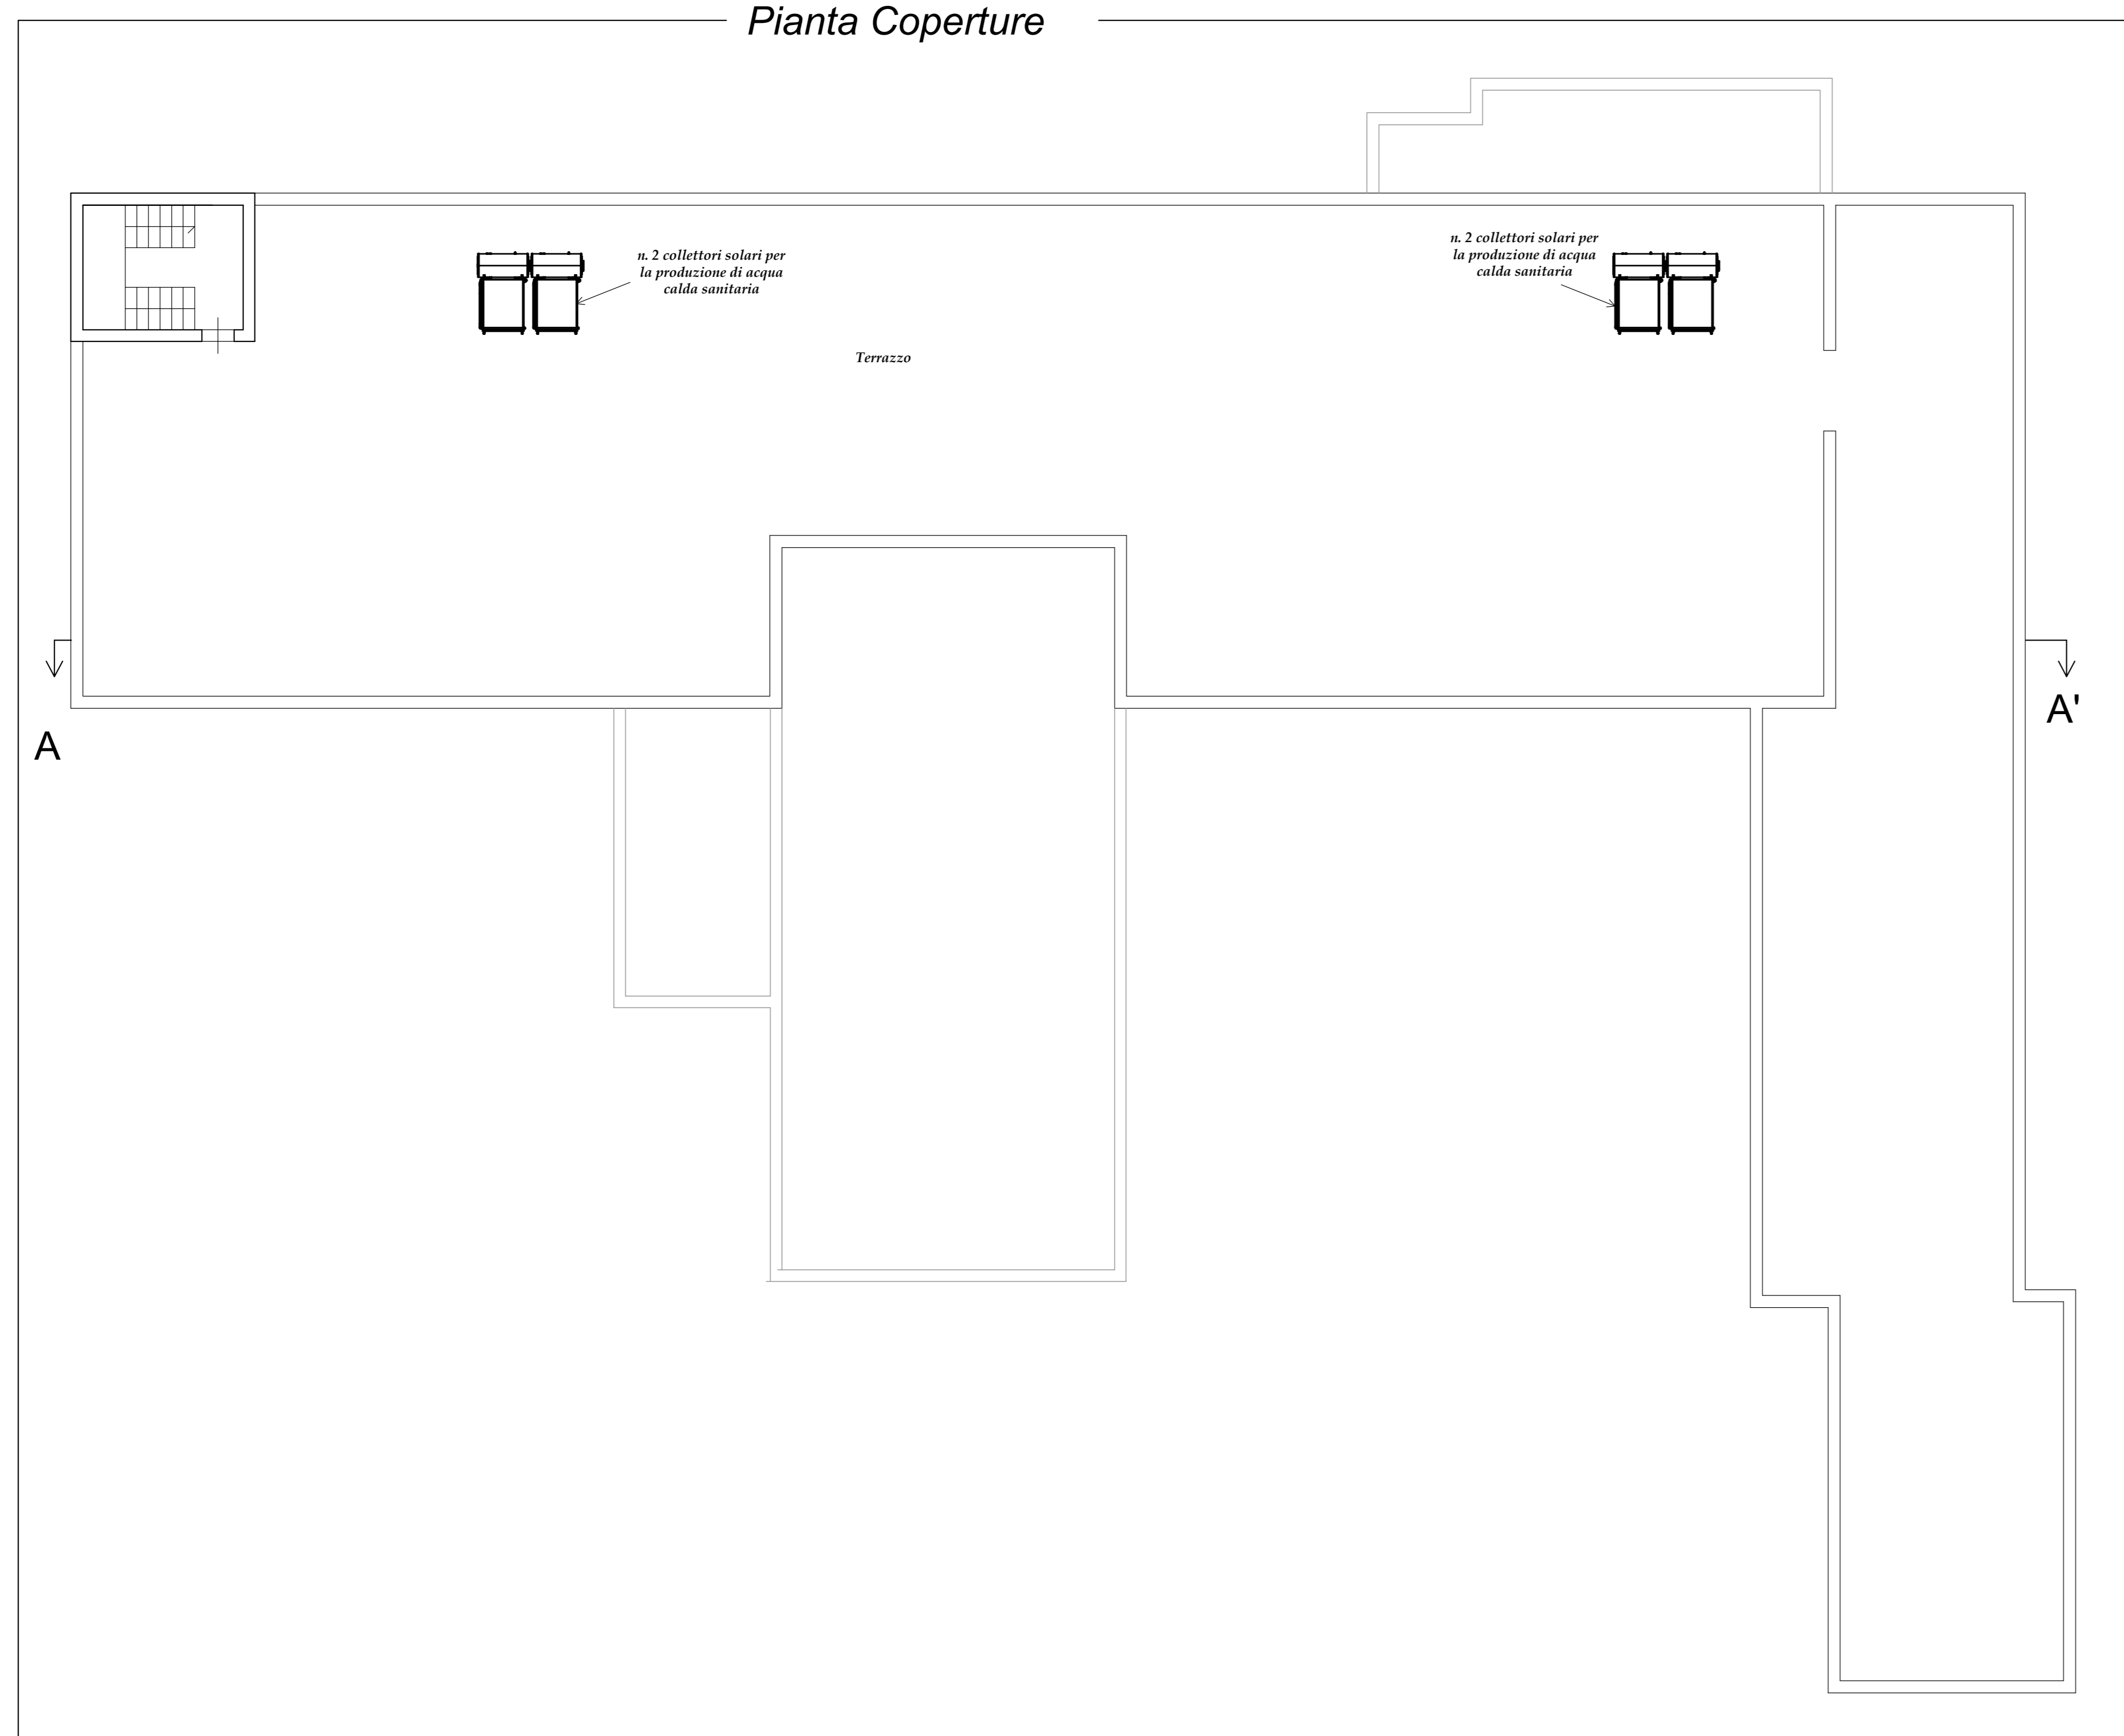 Pianta Coperture
n. 2 collettori solari per
la produzione di acqua
calda sanitaria
n. 2 collettori solari per
la produzione di acqua
calda sanitaria
Terrazzo
A
A'